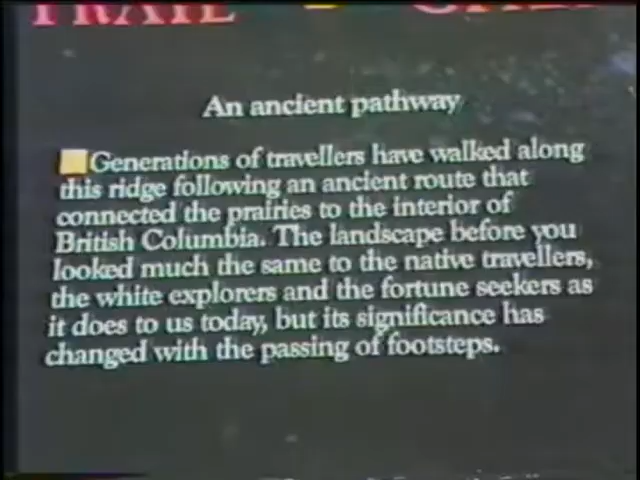 TRAIL
An ancient pathway
Generations of travellers have walked along
this ridge following an ancient route that
connected the prairies to the interior of
British Columbia. The landscape before you
looked much the same to the native travellers,
the white explorers and the fortune seekers as
it does to us today, but its significance has
changed with the passing of footsteps.